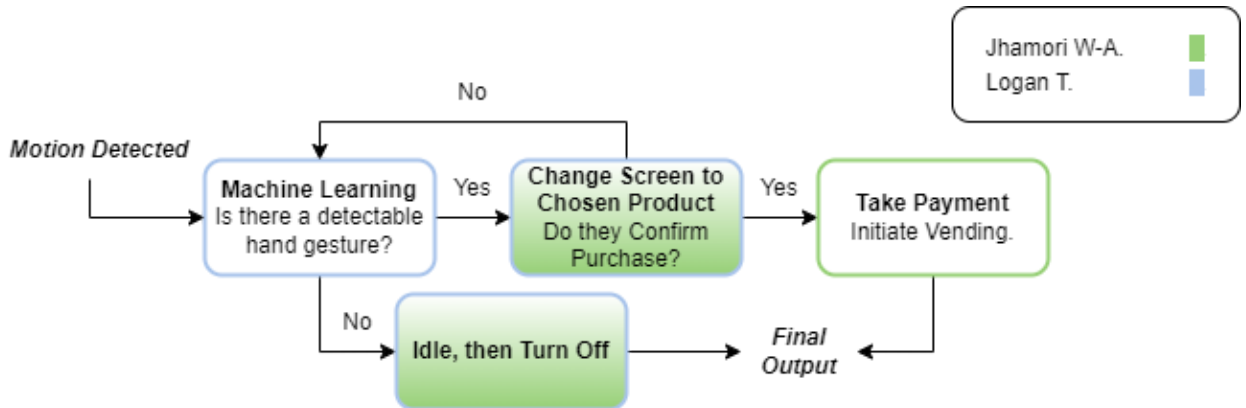 Jhamori W-A.
Logan T.
No
Motion Detected
Machine Learning
Is there a detectable
hand gesture?
Yes
Change Screen to
Chosen Product
Do they Confirm
Purchase?
Yes
Take Payment
Initiate Vending.
No
Idle, then Turn Off
Final
Output